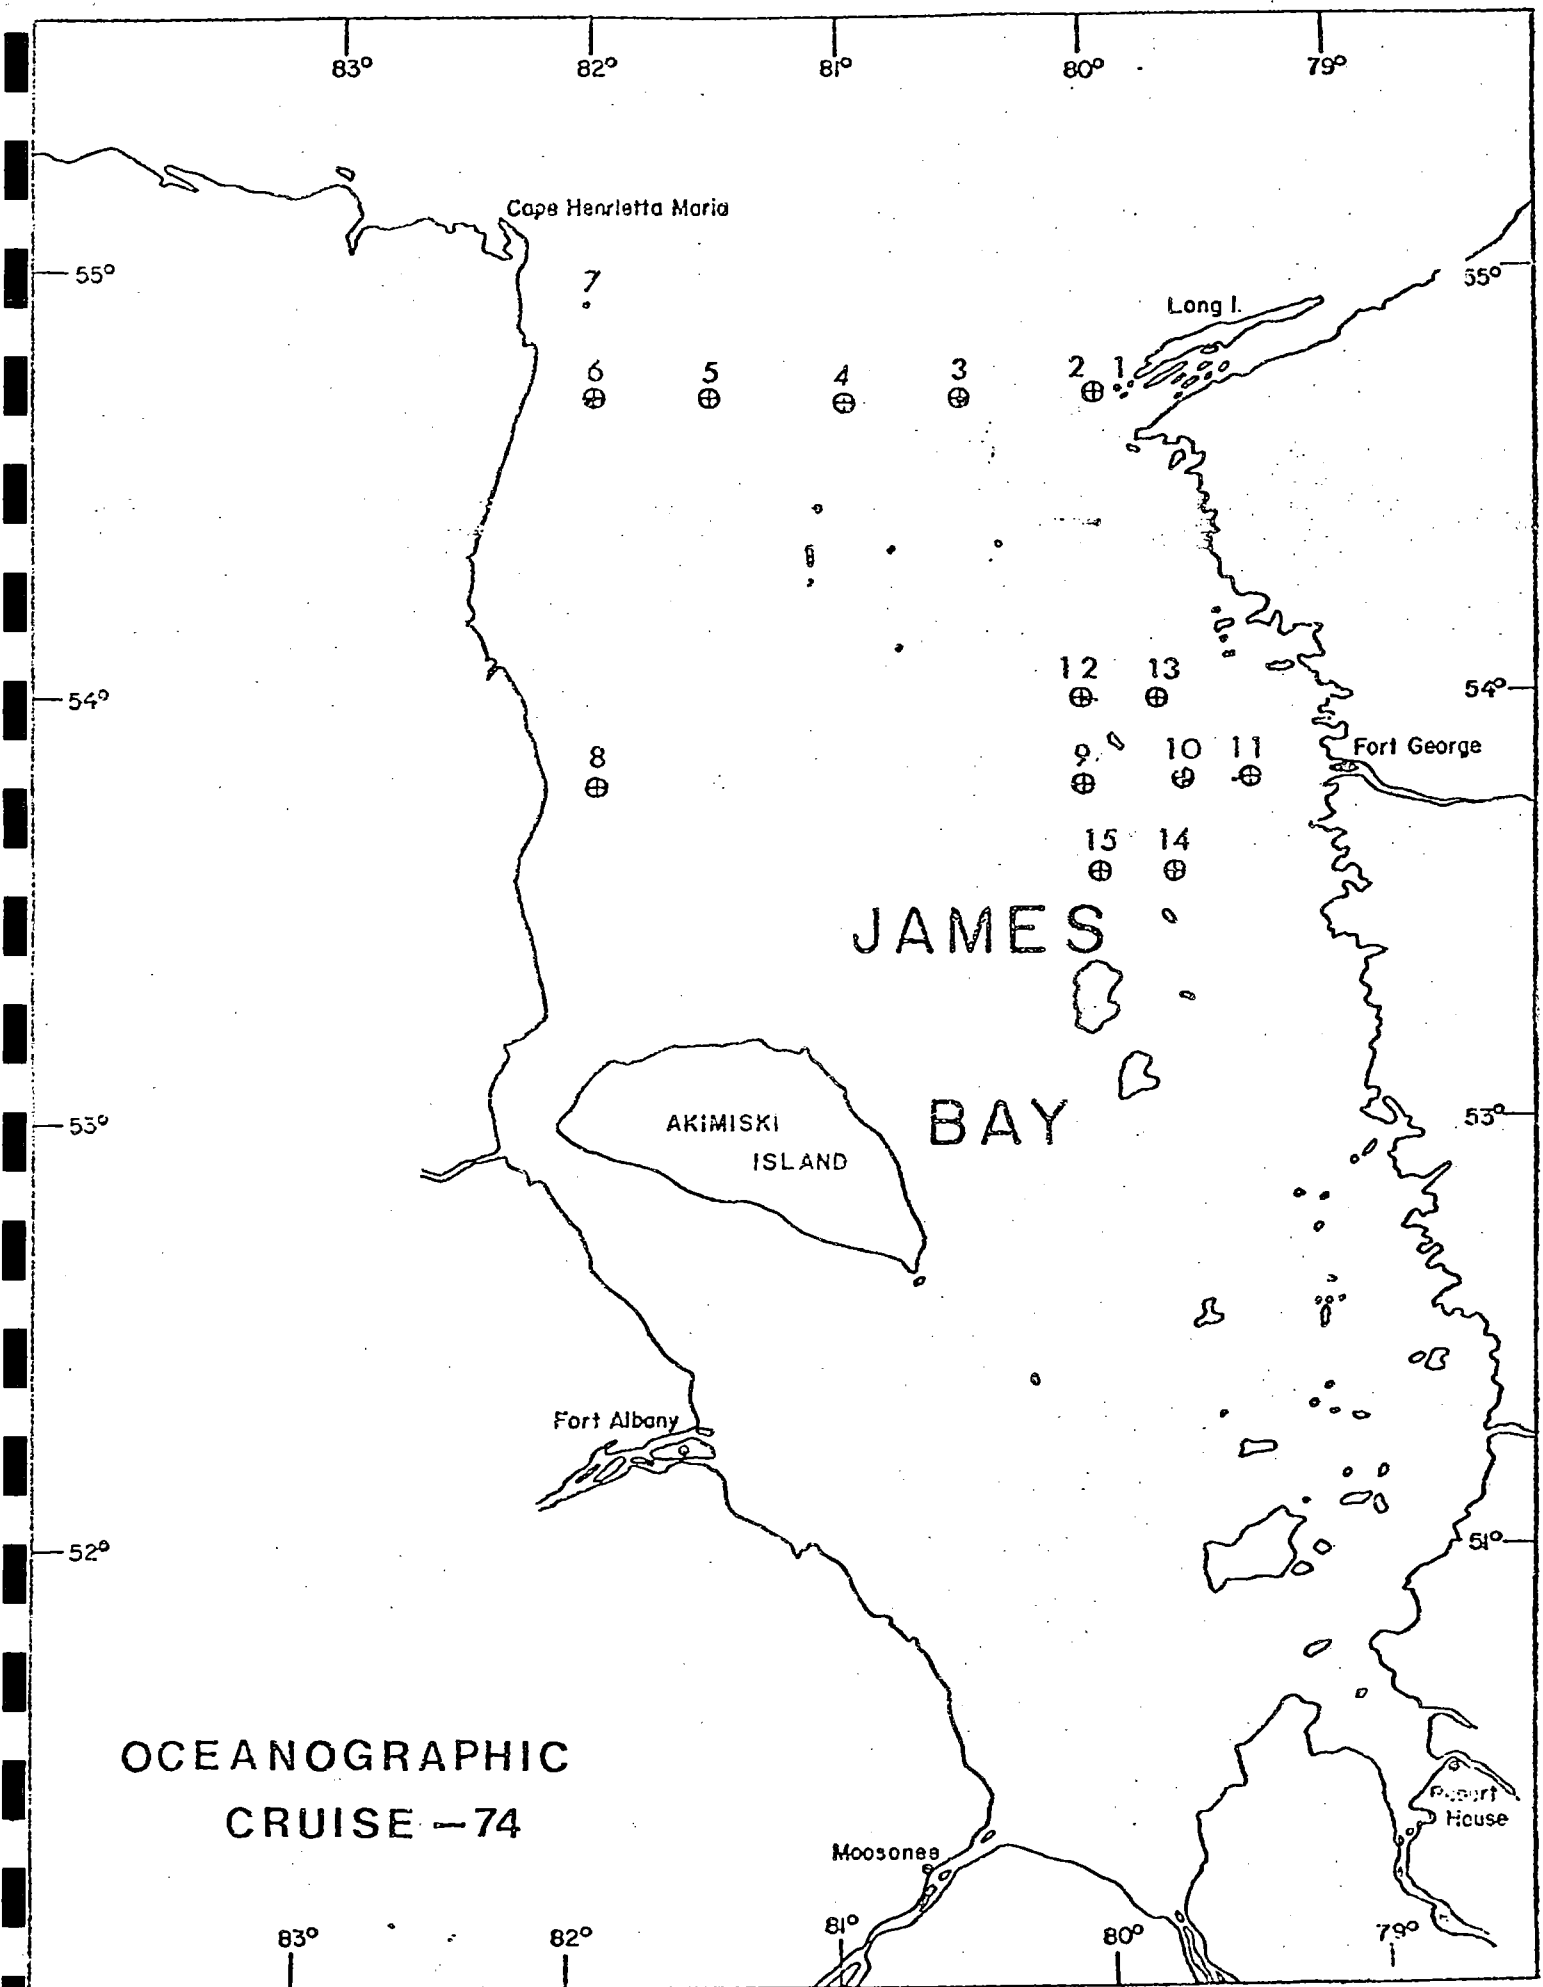 83° 82° 81° 80° 79°
Cape Henrietta Maria
55° 7 55°
Long I.
6 5 4 3 2 1
12 13
54° 54°
8 9 10 11 Fort George
15 14
JAMES
BAY
53° AKIMISKI 53°
ISLAND
Fort Albany
52° 51°
OCEANOGRAPHIC
CRUISE - 74
House
Moosonee
83° 82° 81° 80° 79°